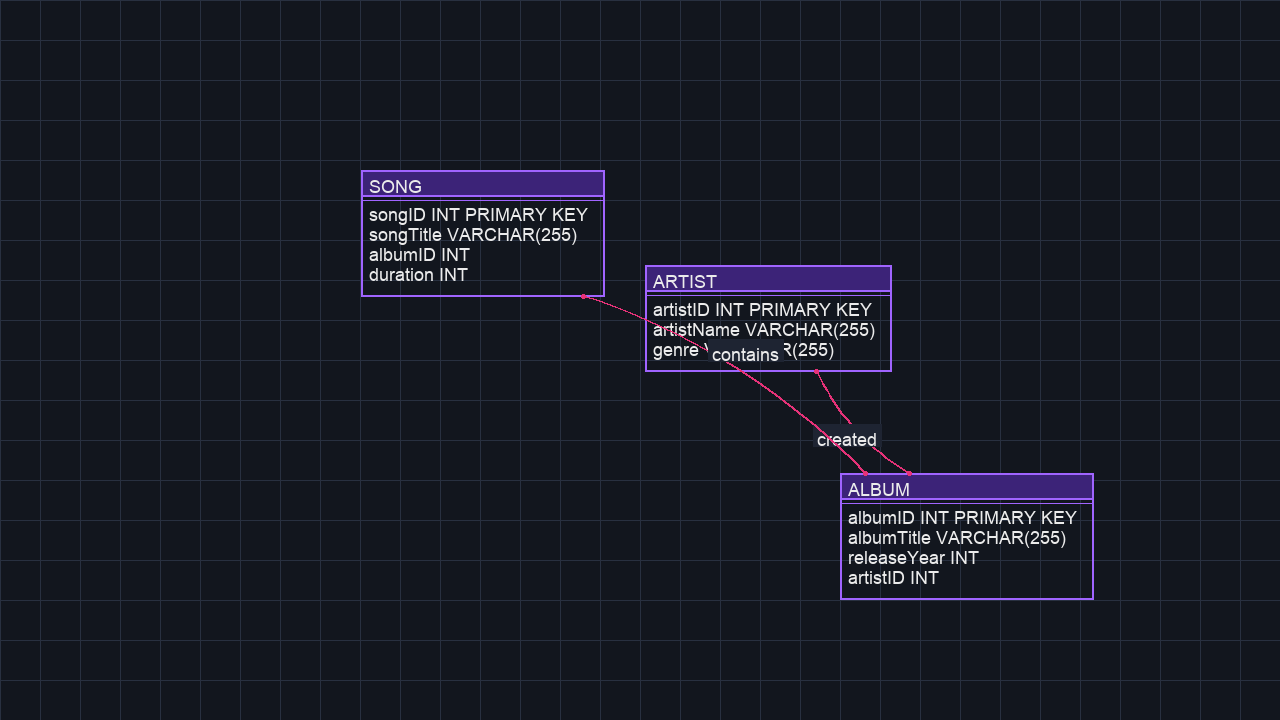 SONG
songID INT PRIMARY KEY
songTitle VARCHAR(255)
albumID INT
duration INT
ARTIST
artistID INT PRIMARY KEY
artistName VARCHAR(255)
genre R(255)
contains
created
ALBUM
albumID INT PRIMARY KEY
albumTitle VARCHAR(255)
releaseYear INT
artistID INT